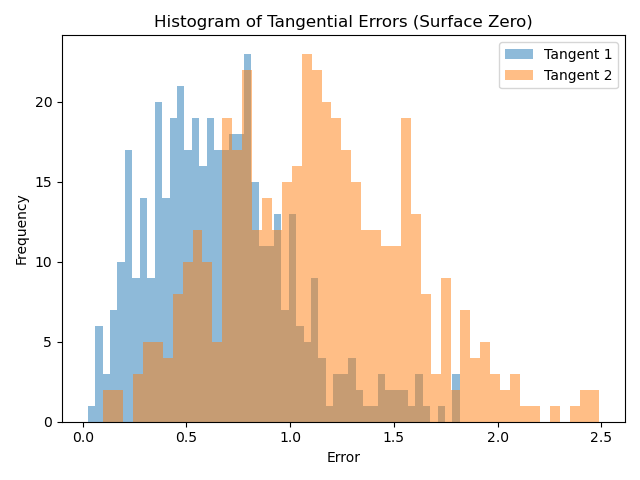 Histogram of Tangential Errors (Surface Zero)
Tangent 1
Tangent 2
Frequency
20
15
10
5
0
0.0 0.5 1.0 1.5 2.0 2.5
Error